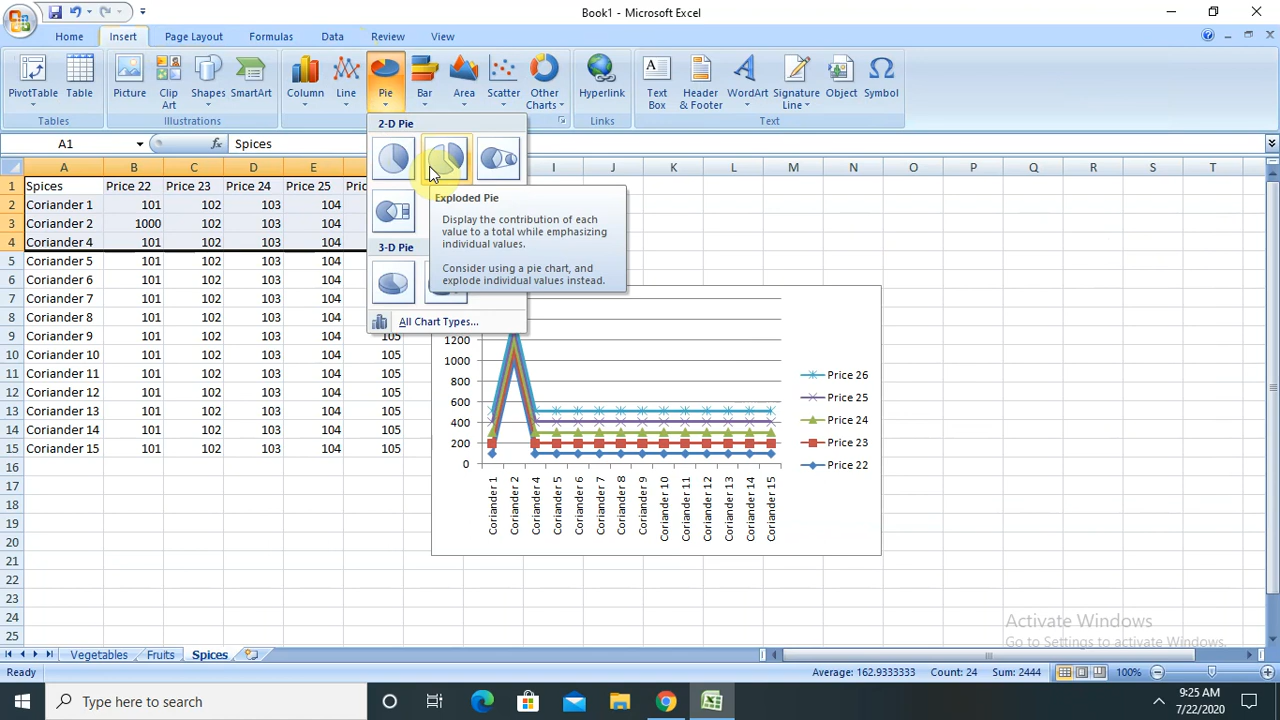 Book1 - Microsoft Excel
Home Insert Page Layout Formulas Data Review View
PivotTable Table Picture Clip Art Shapes SmartArt Column Line Pie Bar Area Scatter Other Charts Hyperlink Text Box Header & Footer WordArt Signature Line Object Symbol
Tables Illustrations Links Text
2-D Pie
A1 fx Spices
A B C D E I J K L M N O P Q R S T
1 Spices Price 22 Price 23 Price 24 Price 25
2 Coriander 1 101 102 103 104
3 Coriander 2 1000 102 103 104
4 Coriander 4 101 102 103 104
5 Coriander 5 101 102 103 104
6 Coriander 6 101 102 103 104
7 Coriander 7 101 102 103 104
8 Coriander 8 101 102 103 104
9 Coriander 9 101 102 103 104 105
10 Coriander 10 101 102 103 104 105
11 Coriander 11 101 102 103 104 105
12 Coriander 12 101 102 103 104 105
13 Coriander 13 101 102 103 104 105
14 Coriander 14 101 102 103 104 105
15 Coriander 15 101 102 103 104 105
16
17
18
19
20
21
22
23
24
25
Exploded Pie
Display the contribution of each
value to a total while emphasizing
individual values.
Consider using a pie chart, and
explode individual values instead.
3-D Pie
All Chart Types...
1200
1000
800
600
400
200
0
Coriander 1
Coriander 2
Coriander 4
Coriander 5
Coriander 6
Coriander 7
Coriander 8
Coriander 9
Coriander 10
Coriander 11
Coriander 12
Coriander 13
Coriander 14
Coriander 15
Price 26
Price 25
Price 24
Price 23
Price 22
Activate Windows
Go to Settings to activate Windows.
Vegetables Fruits Spices
Ready Average: 162.9333333 Count: 24 Sum: 2444 100%
Type here to search
9:25 AM
7/22/2020